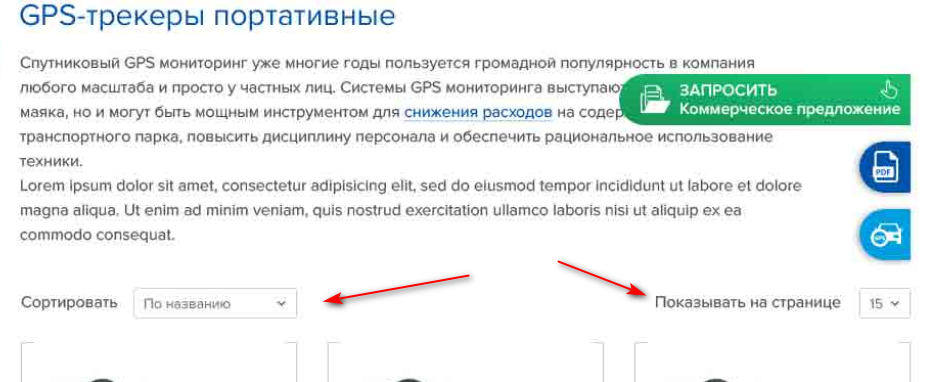 GPS-трекеры портативные
Спутниковый GPS мониторинг уже многие годы пользуется громадной популярность в компания
любого масштаба и просто у частных лиц. Системы GPS мониторинга выступаю
маяка, но и могут быть мощным инструментом для снижения расходов на содер
транспортного парка, повысить дисциплину персонала и обеспечить рациональное использование
техники.
Lorem ipsum dolor sit amet, consectetur adipisicing elit, sed do eiusmod tempor incididunt ut labore et dolore
magna aliqua. Ut enim ad minim veniam, quis nostrud exercitation ullamco laboris nisi ut aliquip ex ea
commodo consequat.
ЗАПРОСИТЬ
Коммерческое предложение
PDF
GPS
Сортировать По названию
Показывать на странице 15